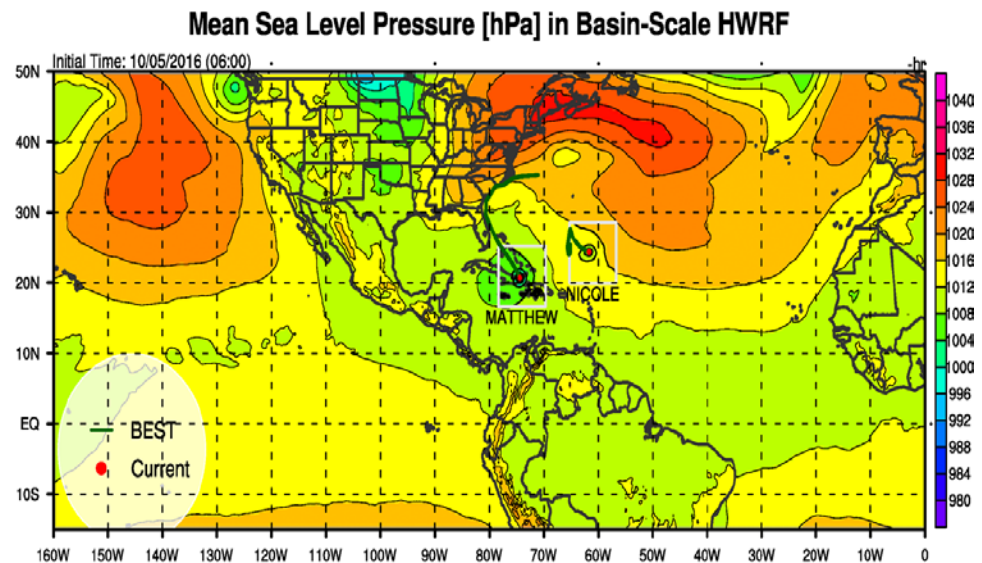 Mean Sea Level Pressure [hPa] in Basin-Scale HWRF
Initial Time: 10/05/2016 (06:00)
-hr
50N
40N
30N
20N
10N
EQ
10S
NICOLE
MATTHEW
BEST
Current
160W 150W 140W 130W 120W 110W 100W 90W 80W 70W 60W 50W 40W 30W 20W 10W 0
1040
1036
1032
1028
1024
1020
1016
1012
1008
1004
1000
996
992
988
984
980